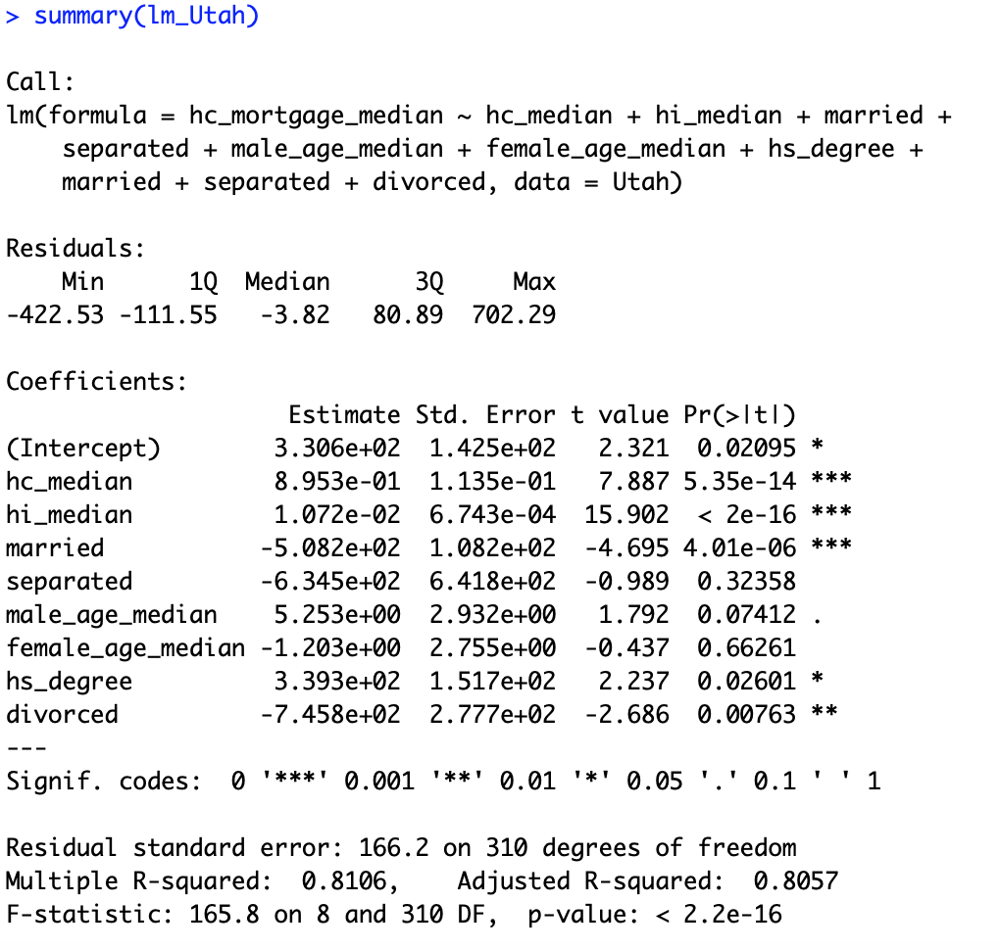 > summary(lm_Utah)
Call:
lm(formula = hc_mortgage_median ~ hc_median + hi_median + married +
    separated + male_age_median + female_age_median + hs_degree +
    married + separated + divorced, data = Utah)
Residuals:
    Min      1Q  Median      3Q     Max
-422.53 -111.55   -3.82   80.89  702.29
Coefficients:
                    Estimate Std. Error t value Pr(>|t|)
(Intercept)        3.306e+02  1.425e+02   2.321  0.02095 *
hc_median          8.953e-01  1.135e-01   7.887 5.35e-14 ***
hi_median          1.072e-02  6.743e-04  15.902  < 2e-16 ***
married           -5.082e+02  1.082e+02  -4.695 4.01e-06 ***
separated         -6.345e+02  6.418e+02  -0.989  0.32358
male_age_median    5.253e+00  2.932e+00   1.792  0.07412 .
female_age_median -1.203e+00  2.755e+00  -0.437  0.66261
hs_degree          3.393e+02  1.517e+02   2.237  0.02601 *
divorced          -7.458e+02  2.777e+02  -2.686  0.00763 **
---
Signif. codes:  0 '***' 0.001 '**' 0.01 '*' 0.05 '.' 0.1 ' ' 1
Residual standard error: 166.2 on 310 degrees of freedom
Multiple R-squared:  0.8106,    Adjusted R-squared:  0.8057
F-statistic: 165.8 on 8 and 310 DF,  p-value: < 2.2e-16